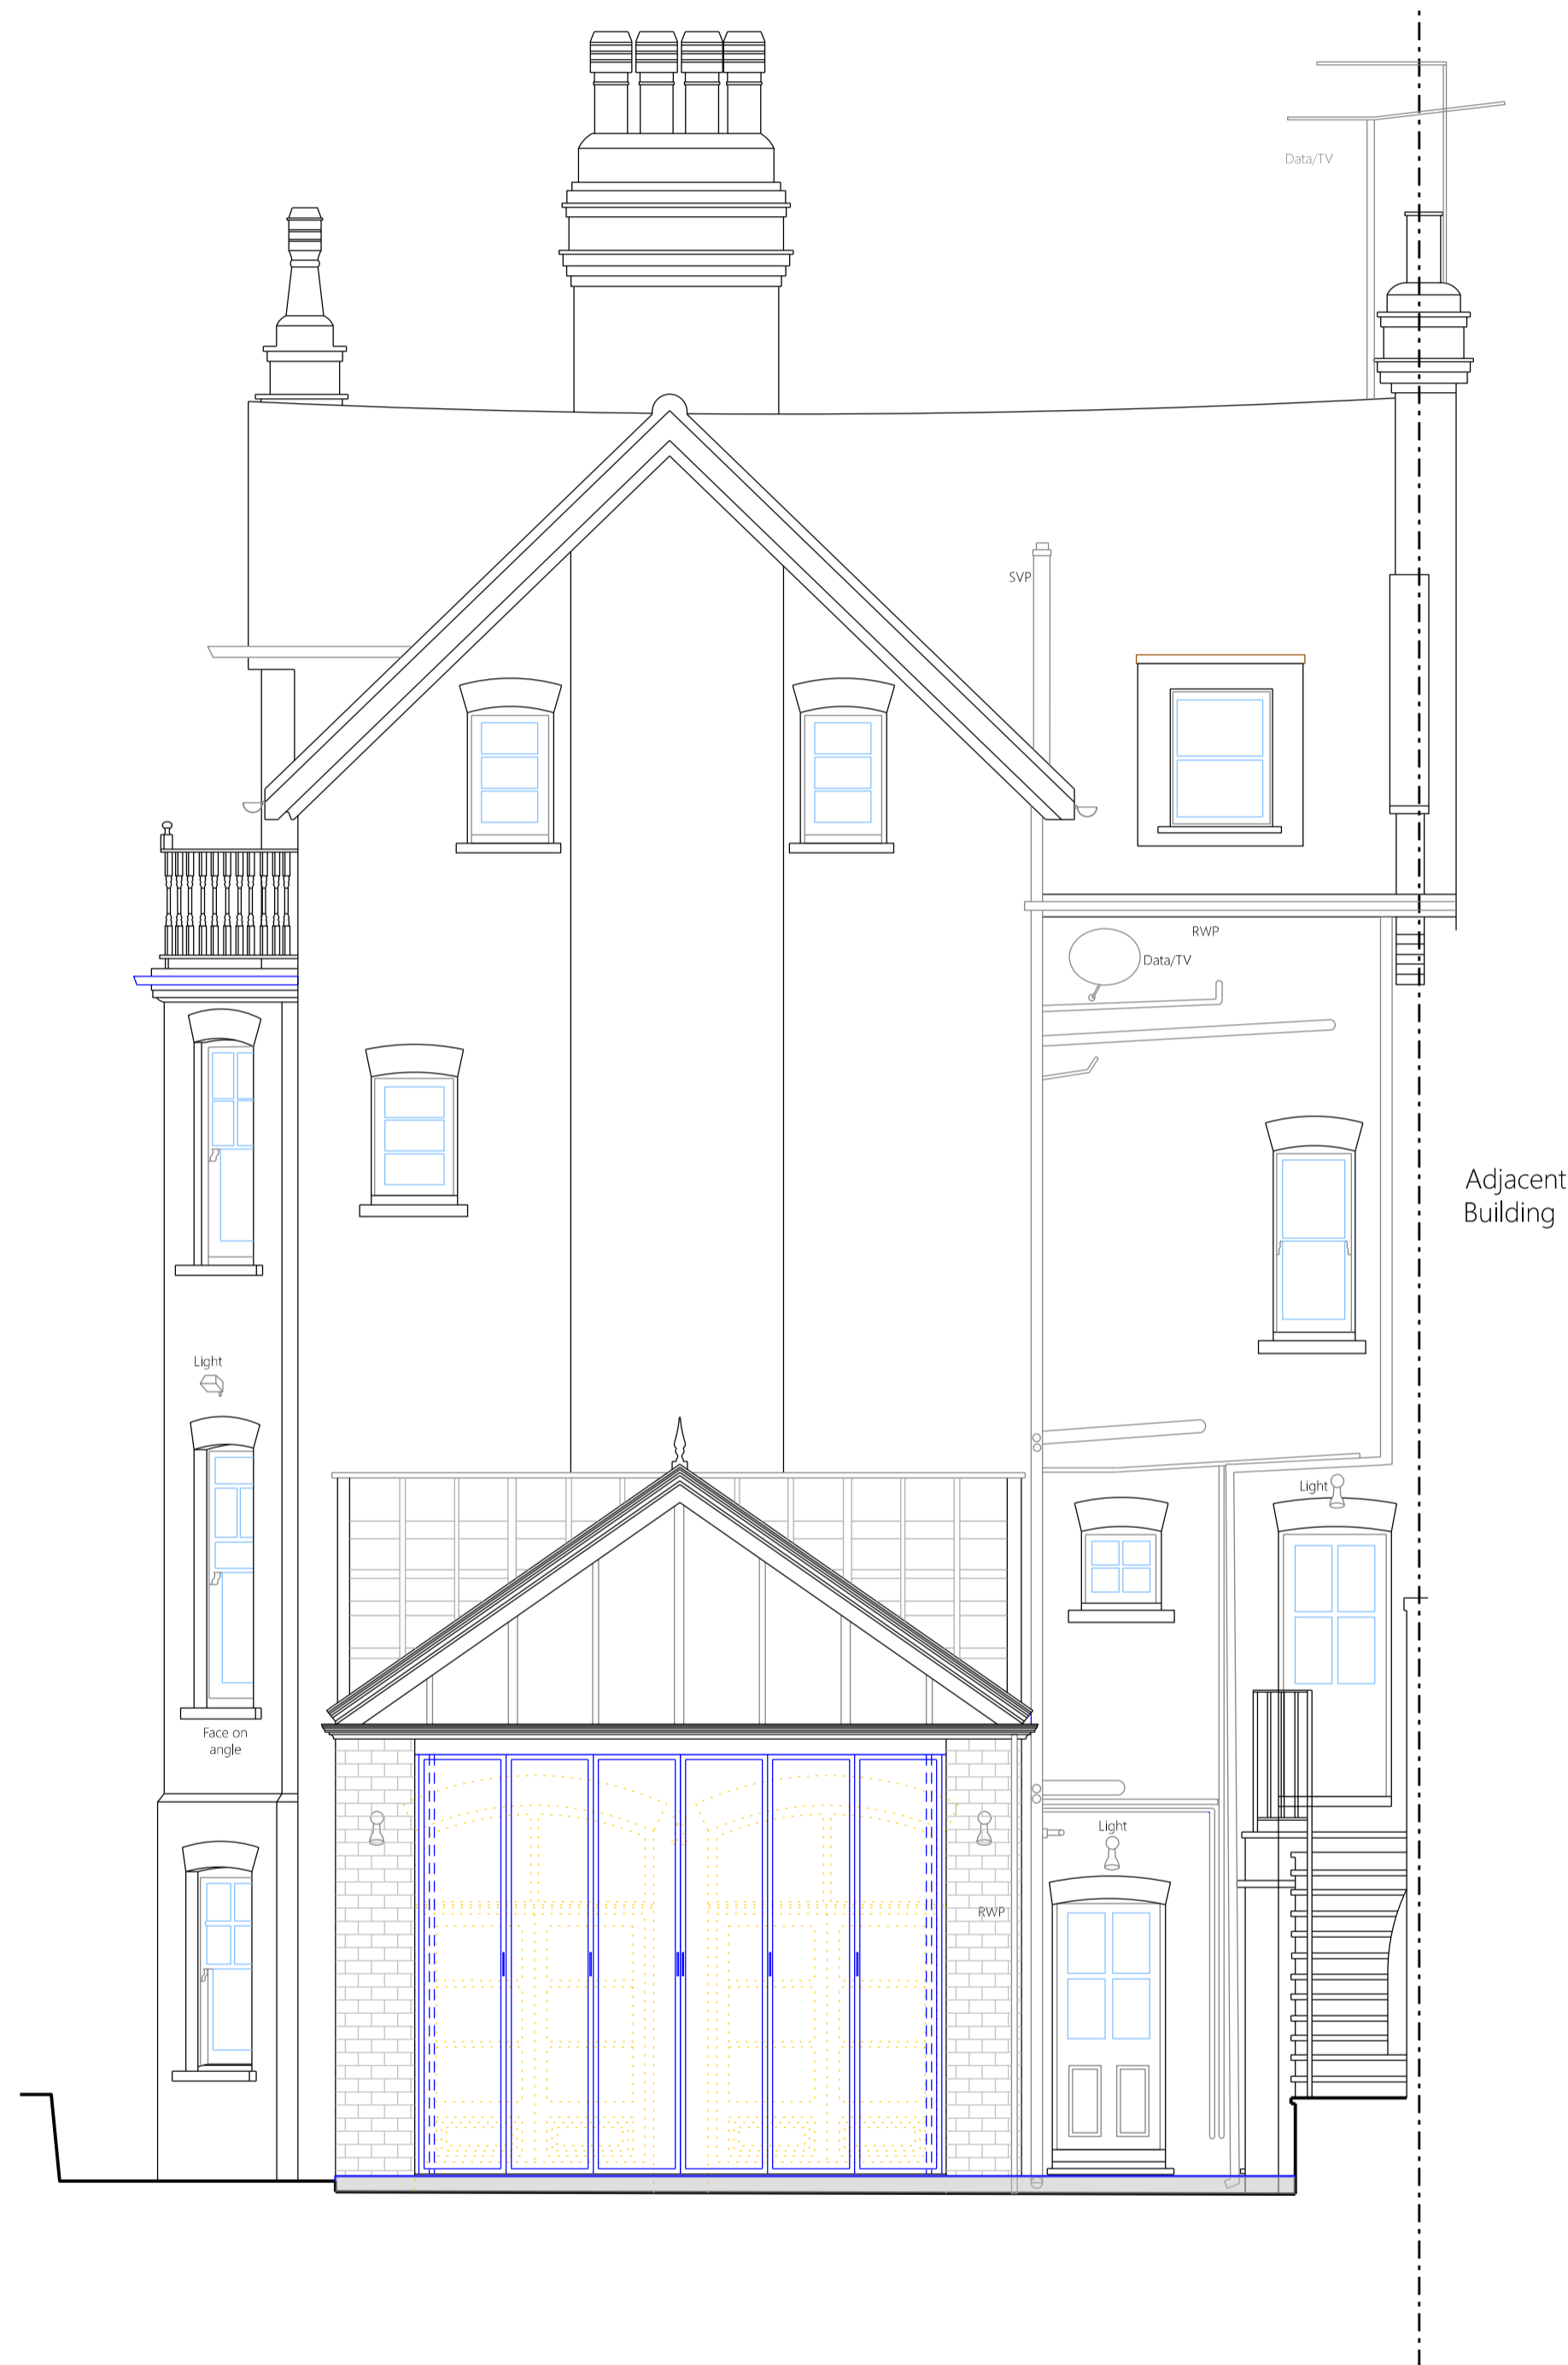 Data/TV
SVP
RWP
Data/TV
Adjacent
Building
Light
Light
Face on
angle
Light
RWP